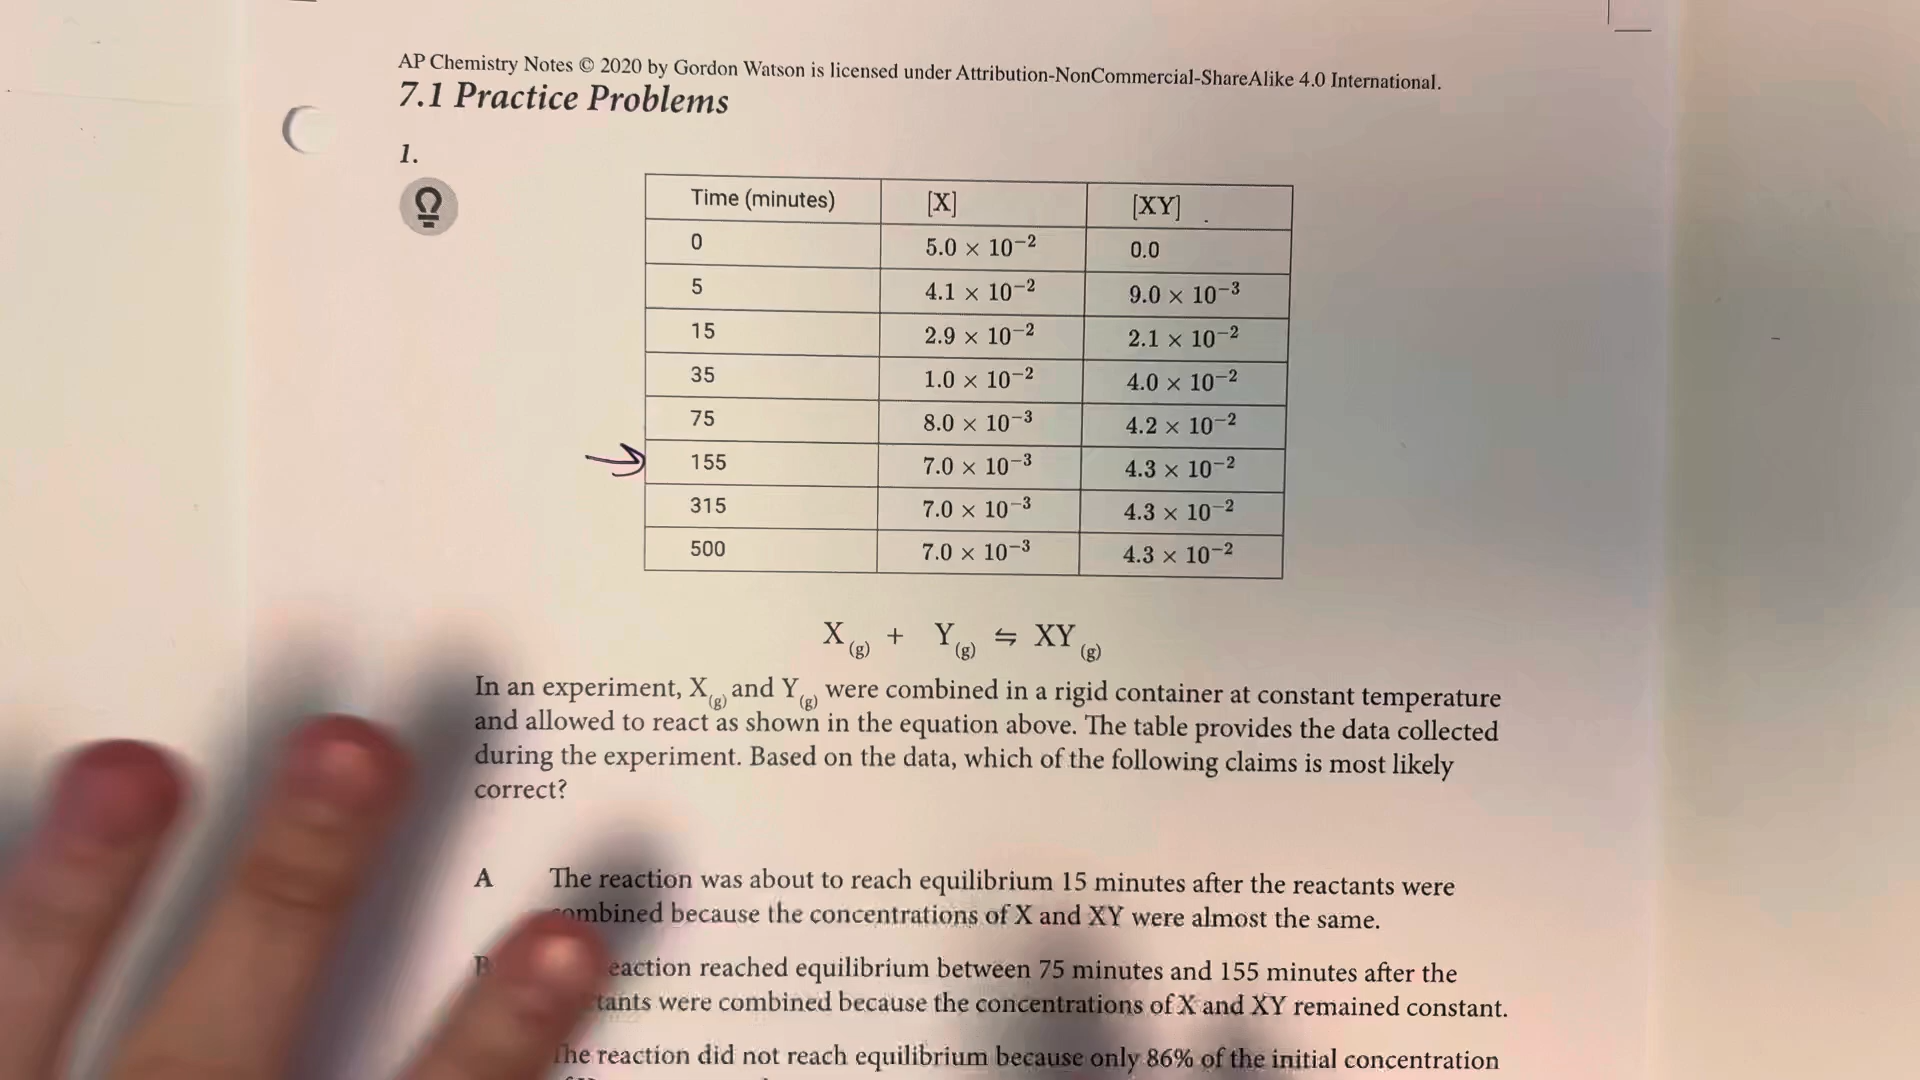 AP Chemistry Notes © 2020 by Gordon Watson is licensed under Attribution-NonCommercial-ShareAlike 4.0 International.
7.1 Practice Problems
1.
Time (minutes) [X] [XY]
0 5.0 × 10⁻² 0.0
5 4.1 × 10⁻² 9.0 × 10⁻³
15 2.9 × 10⁻² 2.1 × 10⁻²
35 1.0 × 10⁻² 4.0 × 10⁻²
75 8.0 × 10⁻³ 4.2 × 10⁻²
155 7.0 × 10⁻³ 4.3 × 10⁻²
315 7.0 × 10⁻³ 4.3 × 10⁻²
500 7.0 × 10⁻³ 4.3 × 10⁻²
X(g) + Y(g) ⇋ XY(g)
In an experiment, X(g) and Y(g) were combined in a rigid container at constant temperature
and allowed to react as shown in the equation above. The table provides the data collected
during the experiment. Based on the data, which of the following claims is most likely
correct?
A The reaction was about to reach equilibrium 15 minutes after the reactants were
combined because the concentrations of X and XY were almost the same.
reached equilibrium between 75 minutes and 155 minutes after the
were combined because the concentrations of X and XY remained constant.
The reaction did not reach equilibrium because only 86% of the initial concentration